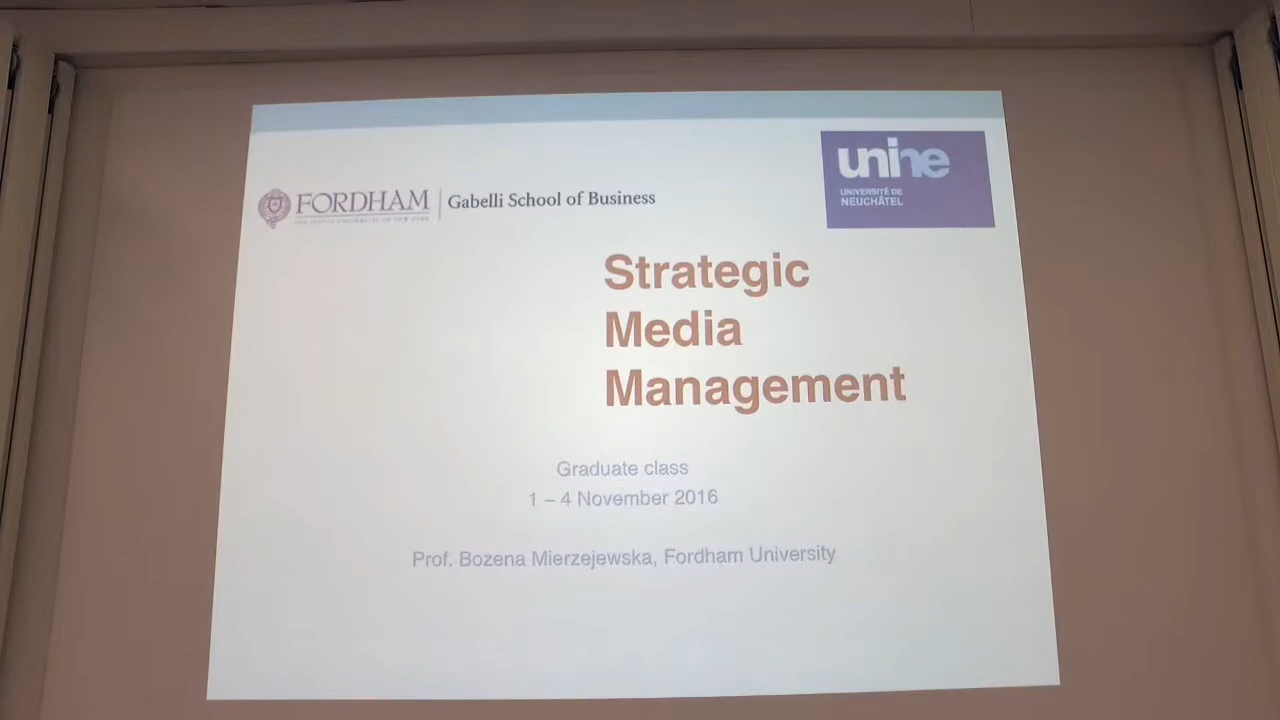 FORDHAM
Gabelli School of Business
unine
UNIVERSITÉ DE
NEUCHÂTEL
Strategic
Media
Management
Graduate class
1 – 4 November 2016
Prof. Bozena Mierzejewska, Fordham University